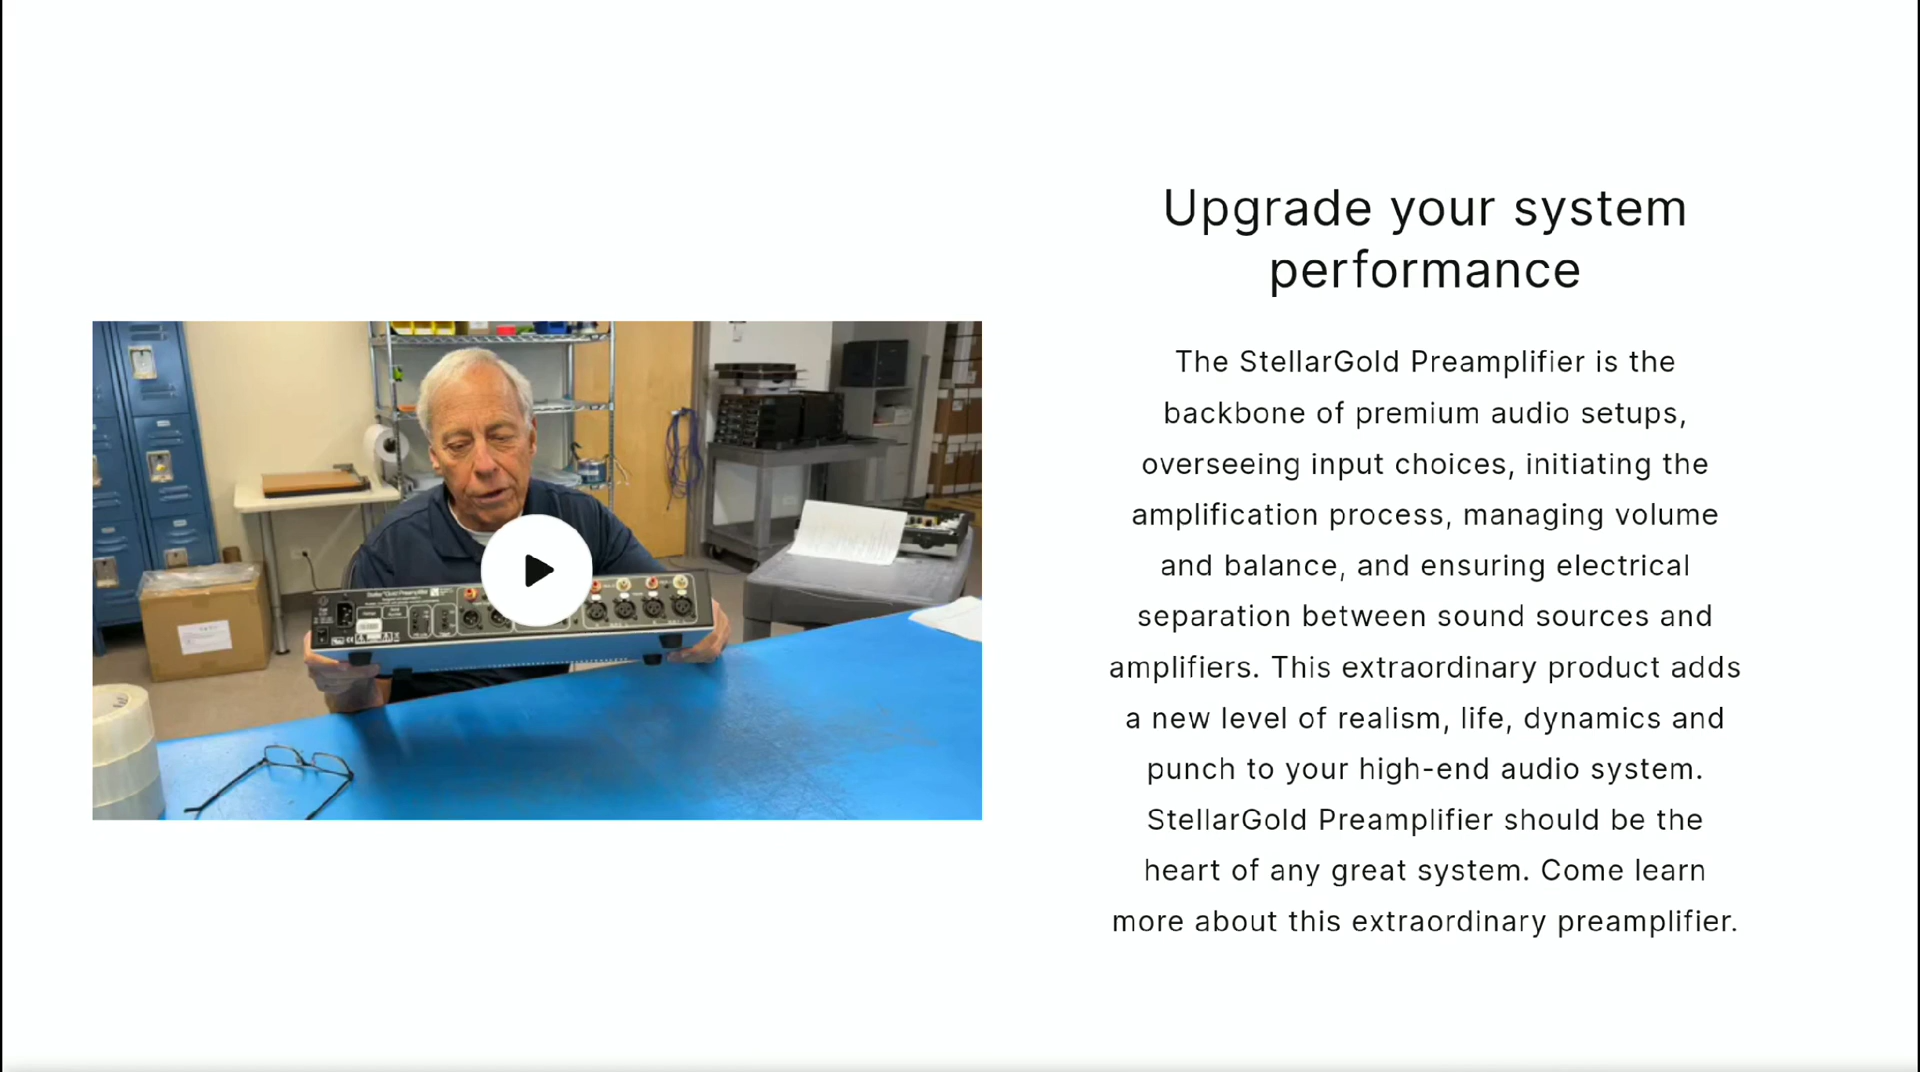 Upgrade your system
performance
The StellarGold Preamplifier is the
backbone of premium audio setups,
overseeing input choices, initiating the
amplification process, managing volume
and balance, and ensuring electrical
separation between sound sources and
amplifiers. This extraordinary product adds
a new level of realism, life, dynamics and
punch to your high-end audio system.
StellarGold Preamplifier should be the
heart of any great system. Come learn
more about this extraordinary preamplifier.